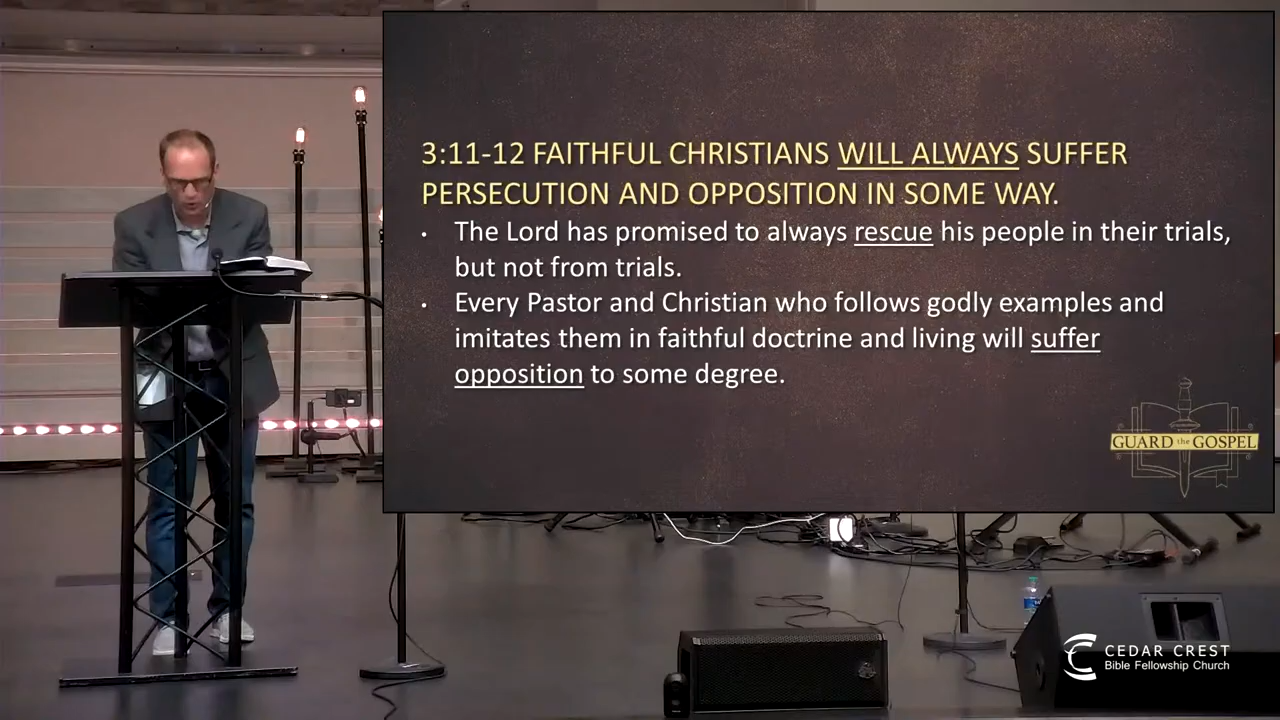 3:11-12 FAITHFUL CHRISTIANS WILL ALWAYS SUFFER
PERSECUTION AND OPPOSITION IN SOME WAY.
• The Lord has promised to always rescue his people in their trials,
but not from trials.
• Every Pastor and Christian who follows godly examples and
imitates them in faithful doctrine and living will suffer
opposition to some degree.
GUARD the GOSPEL
CEDAR CREST
Bible Fellowship Church